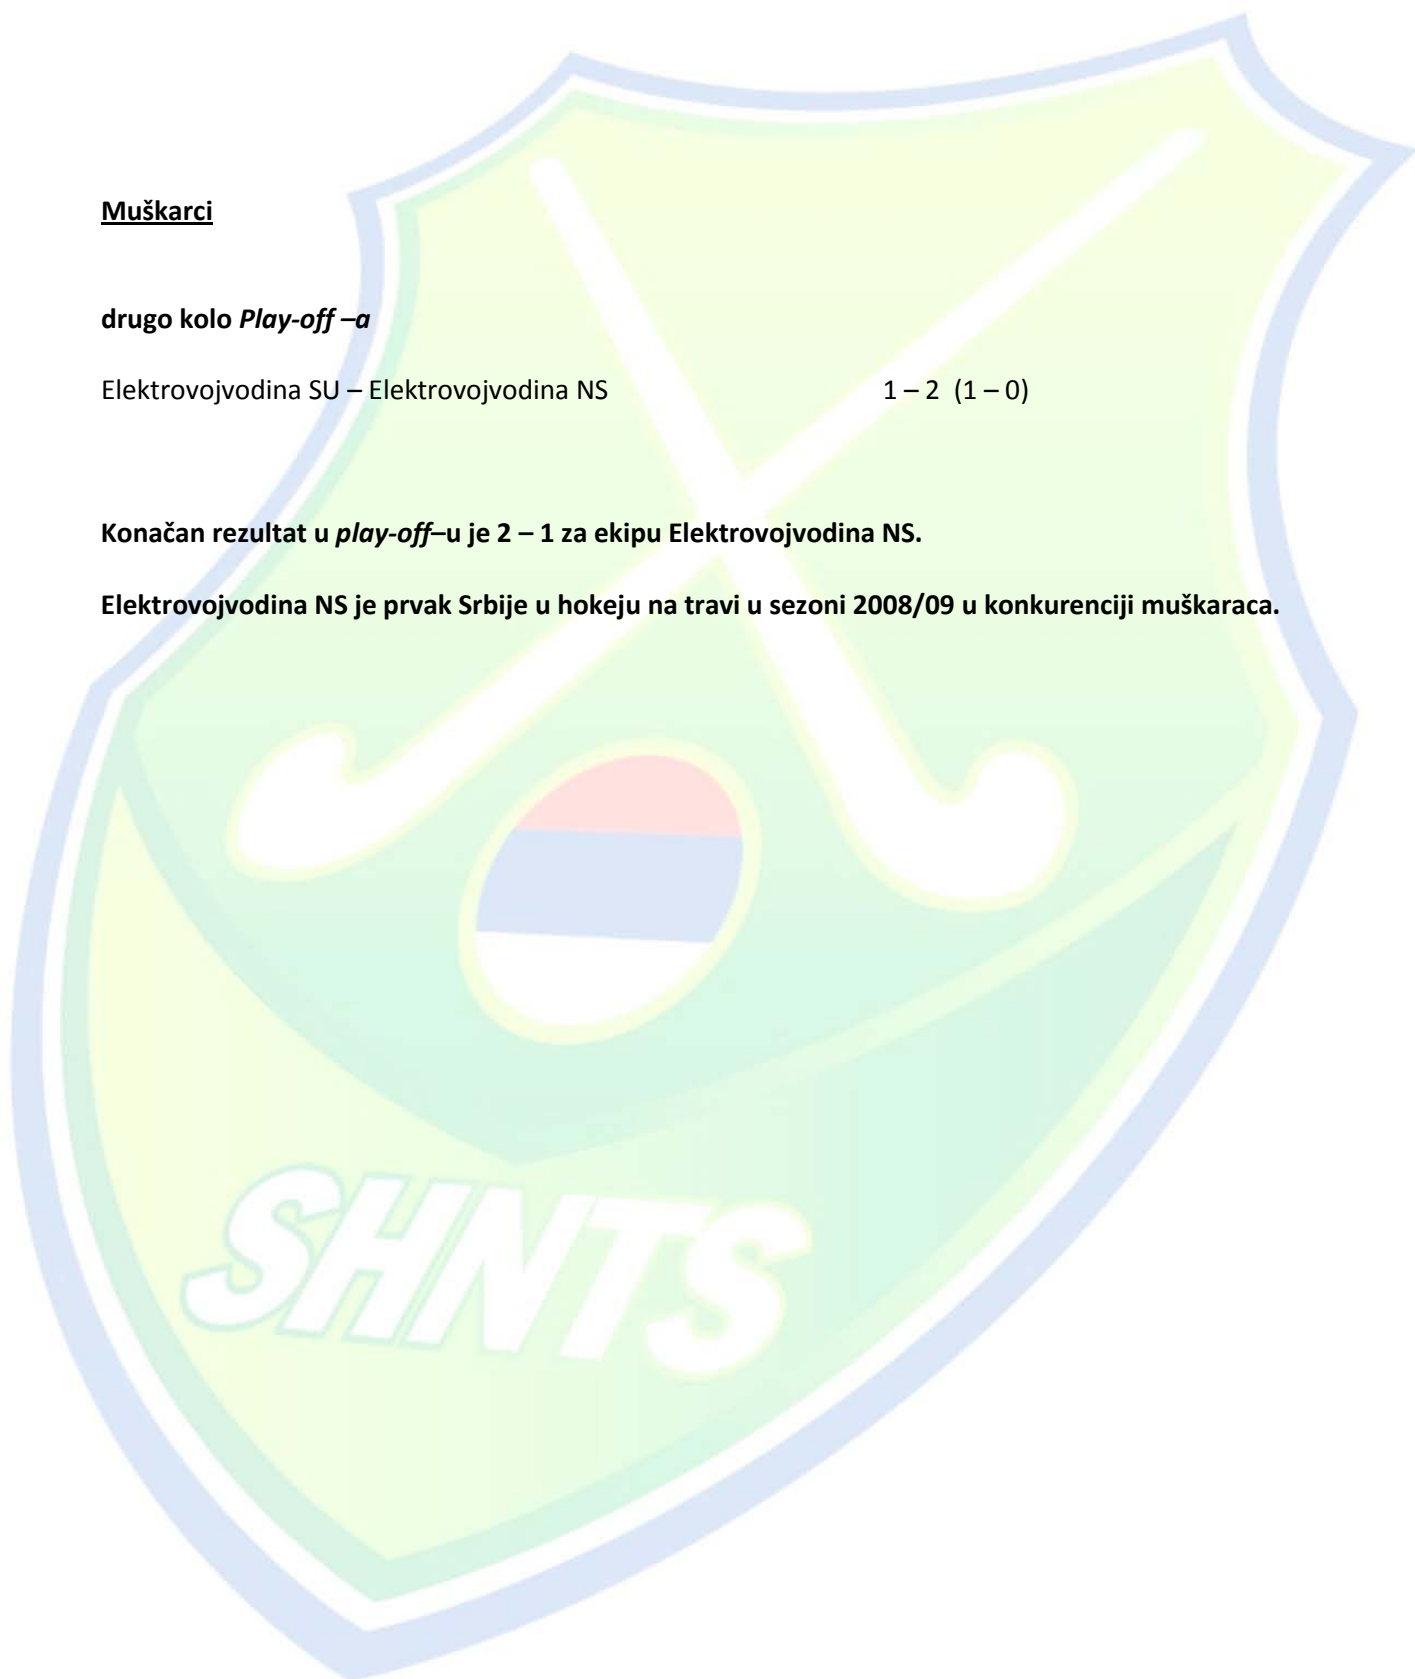 Muškarci
drugo kolo Play-off –a
Elektrovojvodina SU – Elektrovojvodina NS 1 – 2 (1 – 0)
Konačan rezultat u play-off–u je 2 – 1 za ekipu Elektrovojvodina NS.
Elektrovojvodina NS je prvak Srbije u hokeju na travi u sezoni 2008/09 u konkurenciji muškaraca.
SHNTS